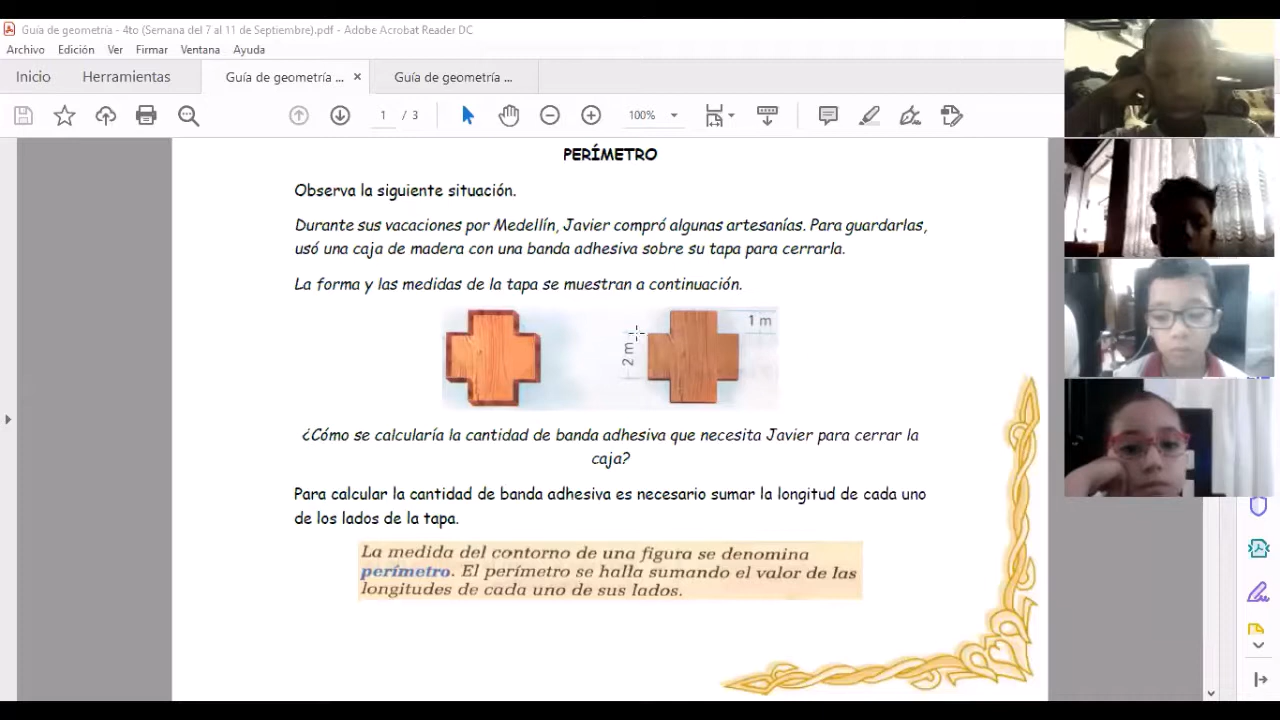 Guía de geometría - 4to (Semana del 7 al 11 de Septiembre).pdf - Adobe Acrobat Reader DC
Archivo Edición Ver Firmar Ventana Ayuda
Inicio Herramientas Guía de geometría ... × Guía de geometría ...
1 / 3 100%
PERÍMETRO
Observa la siguiente situación.
Durante sus vacaciones por Medellín, Javier compró algunas artesanías. Para guardarlas,
usó una caja de madera con una banda adhesiva sobre su tapa para cerrarla.
La forma y las medidas de la tapa se muestran a continuación.
1 m
2 m
¿Cómo se calcularía la cantidad de banda adhesiva que necesita Javier para cerrar la
caja?
Para calcular la cantidad de banda adhesiva es necesario sumar la longitud de cada uno
de los lados de la tapa.
La medida del contorno de una figura se denomina
perímetro. El perímetro se halla sumando el valor de las
longitudes de cada uno de sus lados.